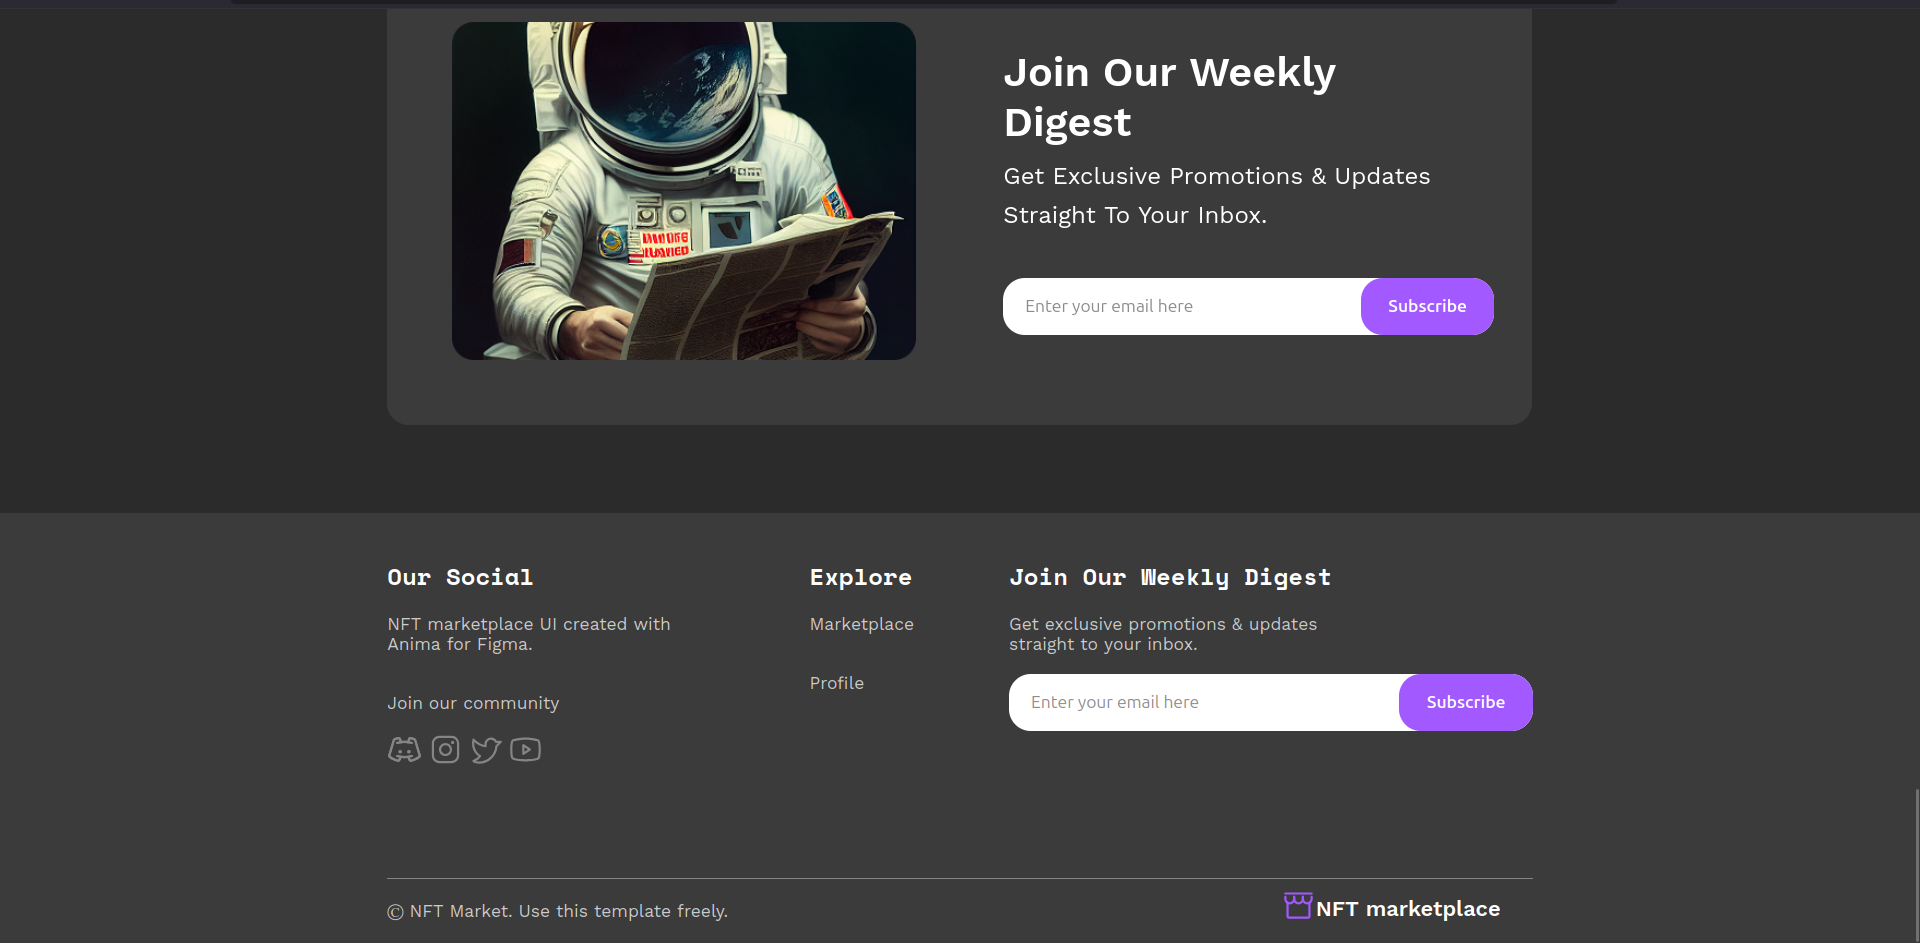 Join Our Weekly
Digest
Get Exclusive Promotions & Updates
Straight To Your Inbox.
Enter your email here
Subscribe
Our Social
NFT marketplace UI created with
Anima for Figma.
Join our community
Explore
Marketplace
Profile
Join Our Weekly Digest
Get exclusive promotions & updates
straight to your inbox.
Enter your email here
Subscribe
© NFT Market. Use this template freely.
NFT marketplace